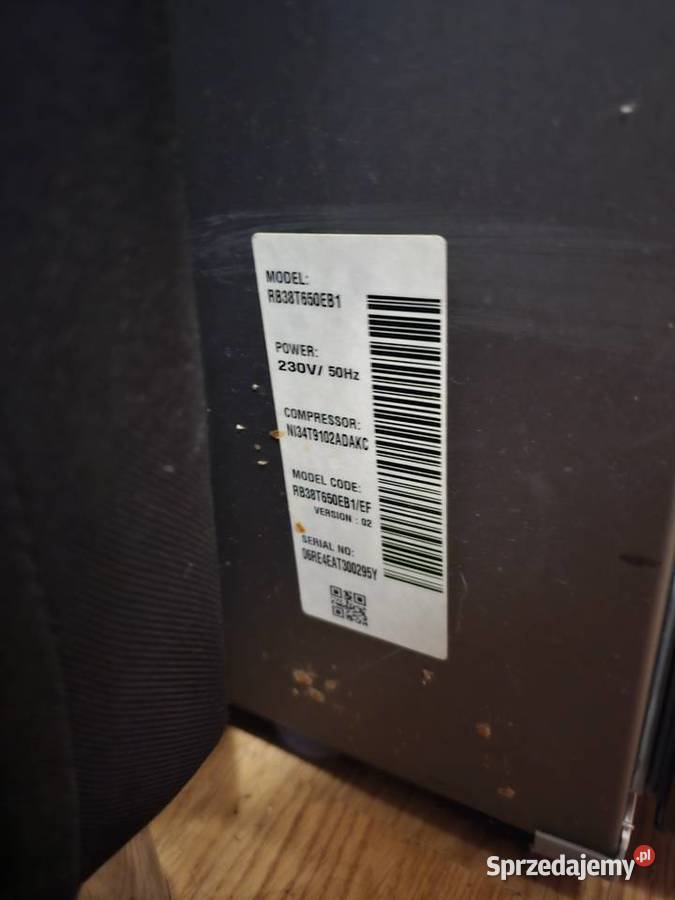 MODEL:
RB38T650EB1
POWER:
230V/ 50Hz
COMPRESSOR:
NI34T9102ADAKC
MODEL CODE:
RB38T650EB1/EF
VERSION : 02
SERIAL NO:
06RE4EAT300295Y
Sprzedajemy.pl